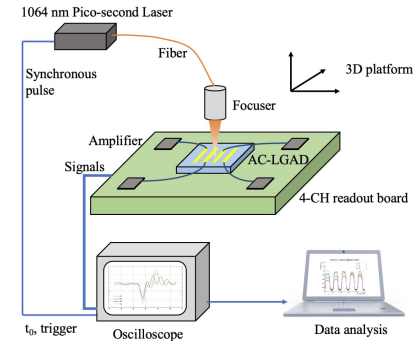 1064 nm Pico-second Laser
Fiber
Synchronous
pulse
3D platform
Focuser
Amplifier
AC-LGAD
Signals
4-CH readout board
t₀, trigger
Oscilloscope
Data analysis